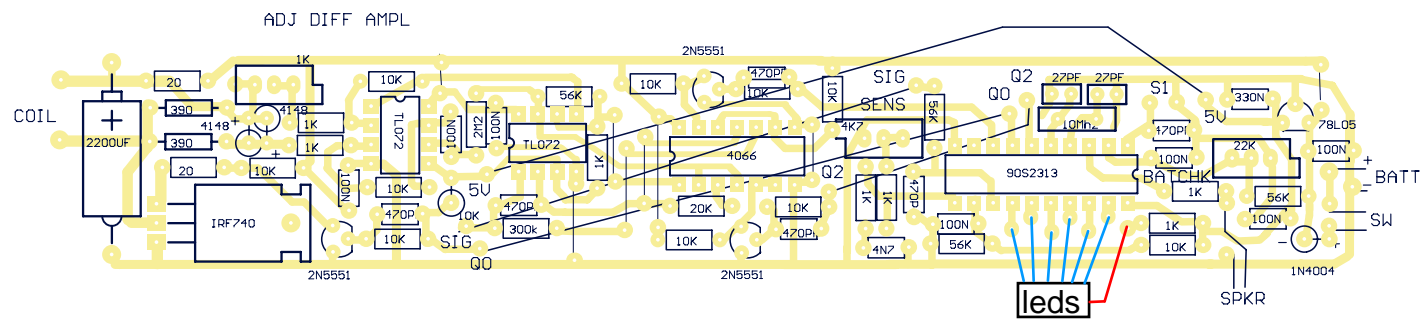 ADJ DIFF AMPL
2N5551
1K
20
10K
390
4148
+
COIL
+
2200UF
4148
390
+
20
10K
1K
1K
TL072
100N
2M2
100N
56K
TL072
1K
10K
470P
10K
10K
SIG
SENS
56K
4K7
4066
Q2
Q2
Q0
27PF
27PF
10Mhz
S1
470P
100N
5V
330N
78L05
22K
100N
+
BATT
-
90S2313
BATCHK
1K
56K
100N
SW
IRF740
100N
10K
470P
10K
2N5551
5V
10K
SIG
Q0
470P
300k
20K
10K
10K
470P
2N5551
1K
1K
470P
4N7
100N
56K
1K
10K
-
1N4004
SPKR
leds